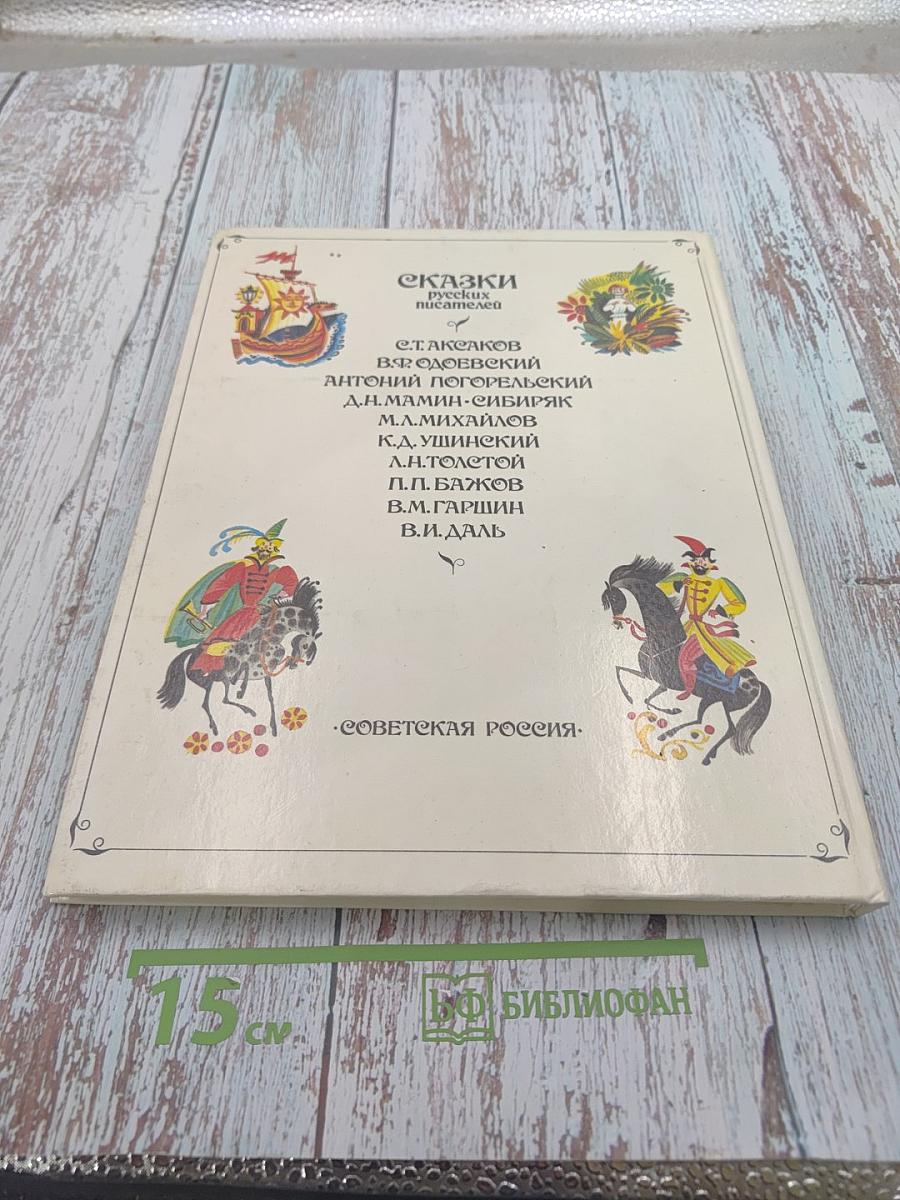 СКАЗКИ
русских
писателей
С.Т. АКСАКОВ
В.Ф. ОДОЕВСКИЙ
АНТОНИЙ ПОГОРЕЛЬСКИЙ
Д.Н. МАМИН·СИБИРЯК
М.Л. МИХАЙЛОВ
К.Д. УШИНСКИЙ
Л.Н. ТОЛСТОЙ
П.П. БАЖОВ
В.М. ГАРШИН
В.И. ДАЛЬ
·СОВЕТСКАЯ РОССИЯ·
15 см
БФ БИБЛИОФАН